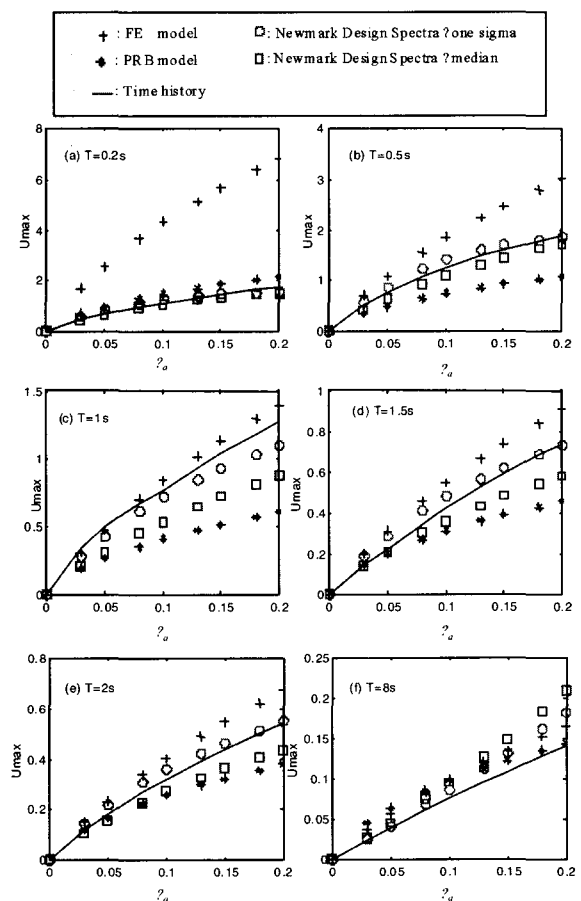 + : FE model
: Newmark Design Spectra ?one sigma
: PRB model
: Newmark Design Spectra ?median
: Time history
8
6
4
2
0
Umax
(a) T=0.2s
0 0.05 0.1 0.15 0.2
?a
4
3
2
1
0
Umax
(b) T=0.5s
0 0.05 0.1 0.15 0.2
?a
1.5
1
0.5
0
Umax
(c) T=1s
0 0.05 0.1 0.15 0.2
?a
1
0.8
0.6
0.4
0.2
0
Umax
(d) T=1.5s
0 0.05 0.1 0.15 0.2
?a
0.8
0.6
0.4
0.2
0
Umax
(e) T=2s
0 0.05 0.1 0.15 0.2
?a
0.25
0.2
0.15
0.1
0.05
0
Umax
(f) T=8s
0 0.05 0.1 0.15 0.2
?a